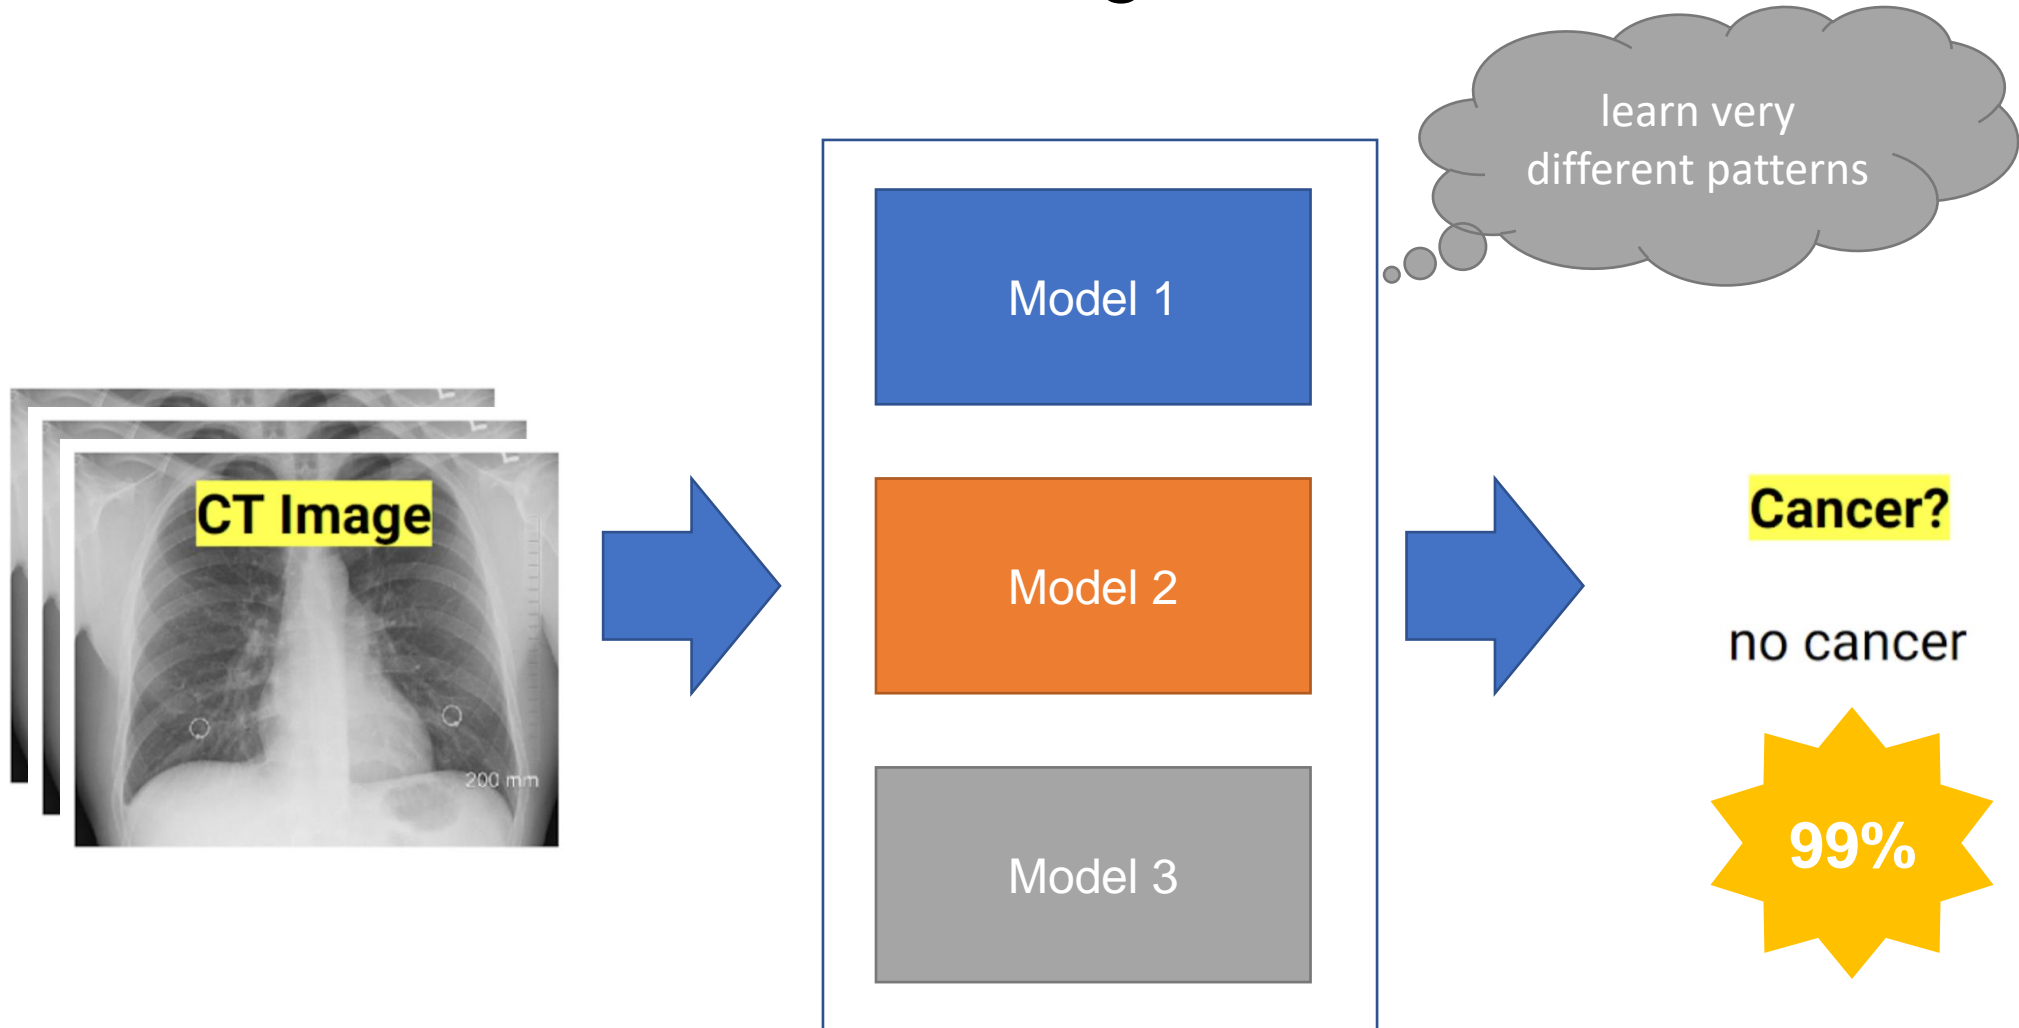 learn very
different patterns
Model 1
CT Image
Model 2
Cancer?
no cancer
200 mm
99%
Model 3